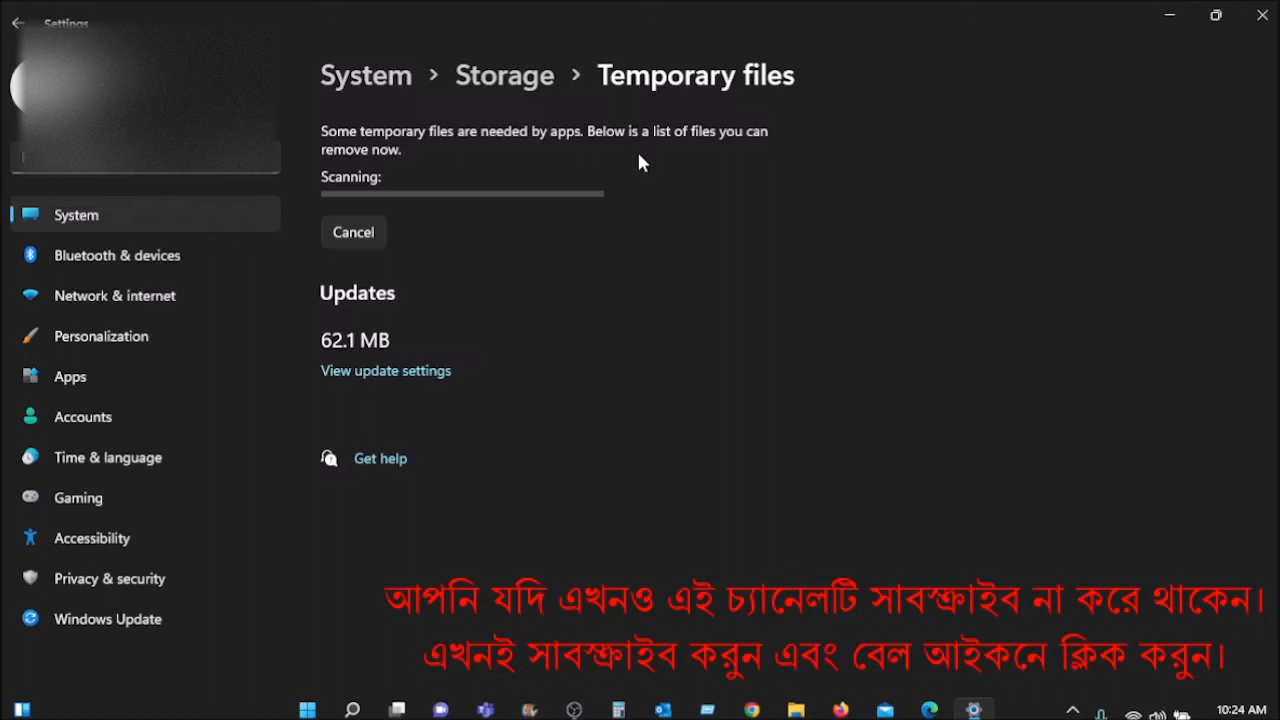 Settings
System > Storage > Temporary files
Some temporary files are needed by apps. Below is a list of files you can
remove now.
Scanning:
Cancel
Updates
62.1 MB
View update settings
Get help
System
Bluetooth & devices
Network & internet
Personalization
Apps
Accounts
Time & language
Gaming
Accessibility
Privacy & security
Windows Update
আপনি যদি এখনও এই চ্যানেলটি সাবস্ক্রাইব না করে থাকেন।
এখনই সাবস্ক্রাইব করুন এবং বেল আইকনে ক্লিক করুন।
10:24 AM